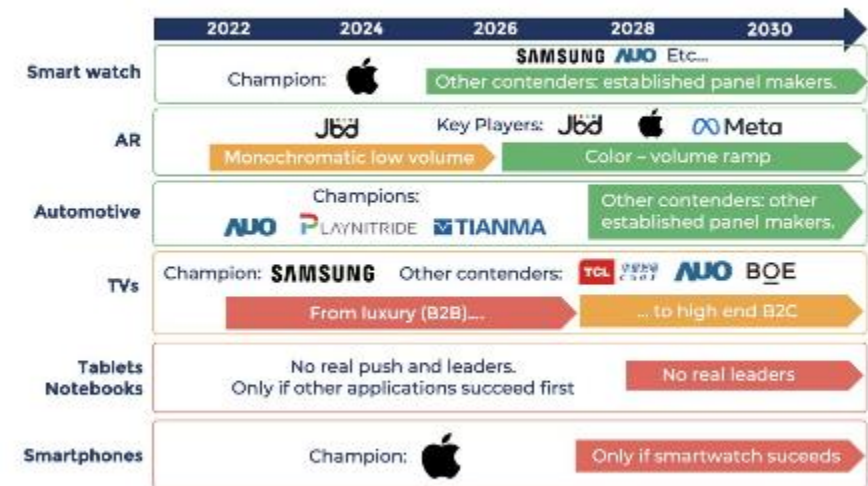 2022 2024 2026 2028 2030
Smart watch
Champion:
SAMSUNG AUO Etc...
Other contenders: established panel makers.
AR
Jbd
Key Players: Jbd Meta
Monochromatic low volume
Color – volume ramp
Automotive
Champions:
AUO PLAYNITRIDE TIANMA
Other contenders: other
established panel makers.
TVs
Champion: SAMSUNG Other contenders: TCL CSOT AUO BOE
From luxury (B2B)....
... to high end B2C
Tablets
Notebooks
No real push and leaders.
Only if other applications succeed first
No real leaders
Smartphones
Champion:
Only if smartwatch suceeds